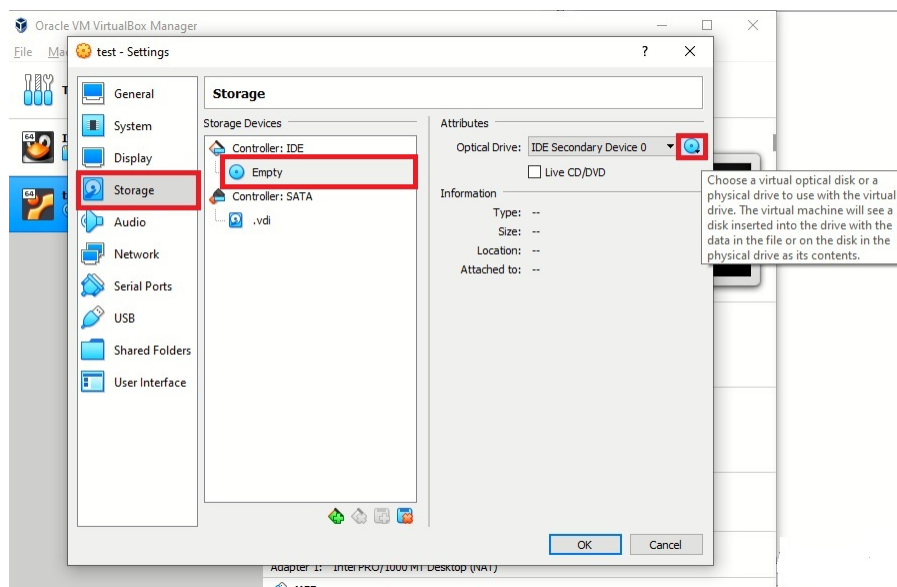 Oracle VM VirtualBox Manager
File
test - Settings
?
General
System
Display
Storage
Audio
Network
Serial Ports
USB
Shared Folders
User Interface
Storage
Storage Devices
Controller: IDE
Empty
Controller: SATA
.vdi
Attributes
Optical Drive: IDE Secondary Device 0
Live CD/DVD
Information
Type: --
Size: --
Location: --
Attached to: --
Choose a virtual optical disk or a
physical drive to use with the virtual
drive. The virtual machine will see a
disk inserted into the drive with the
data in the file or on the disk in the
physical drive as its contents.
OK
Cancel
64
64
Adapter 1: Intel PRO/1000 MT Desktop (NAT)